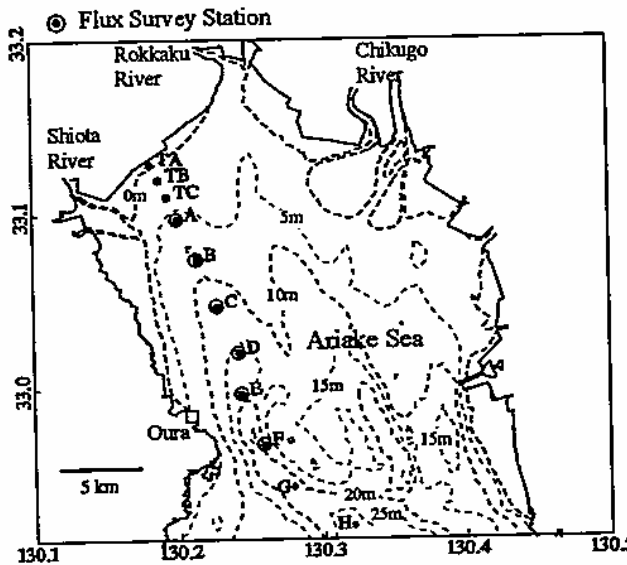 Flux Survey Station
33.2
Rokkaku
River
Chikugo
River
Shiota
River
TA
TB
TC
0m
A
5m
33.1
B
10m
C
D
Ariake Sea
15m
E
33.0
Oura
F
15m
5 km
G
20m
25m
H
130.1
130.2
130.3
130.4
130.5